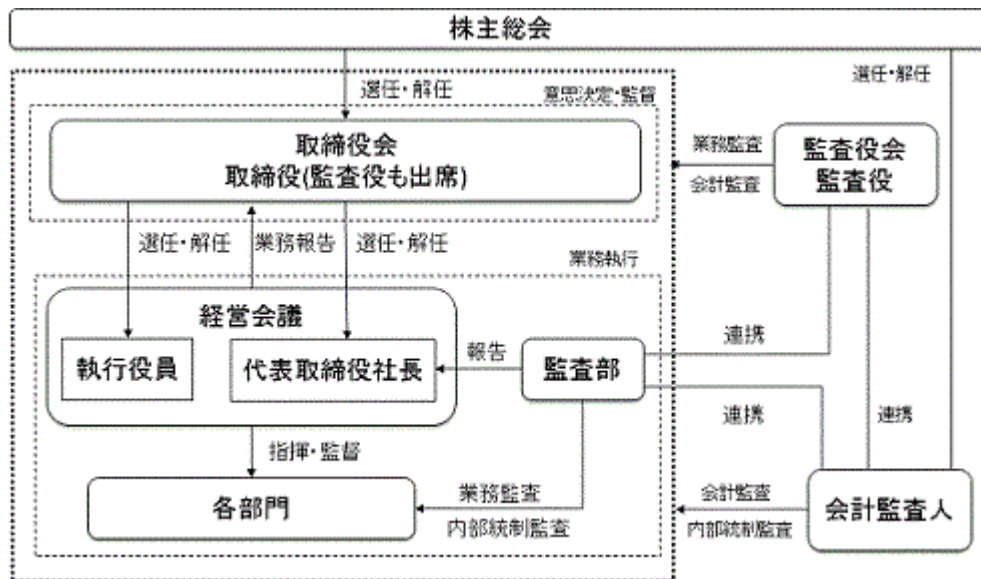 株主総会
選任・解任
選任・解任
意思決定・監督
取締役会
取締役(監査役も出席)
業務監査
会計監査
監査役会
監査役
選任・解任
業務報告
選任・解任
業務執行
経営会議
執行役員
代表取締役社長
報告
監査部
連携
連携
連携
指揮・監督
各部門
業務監査
内部統制監査
会計監査
内部統制監査
会計監査人